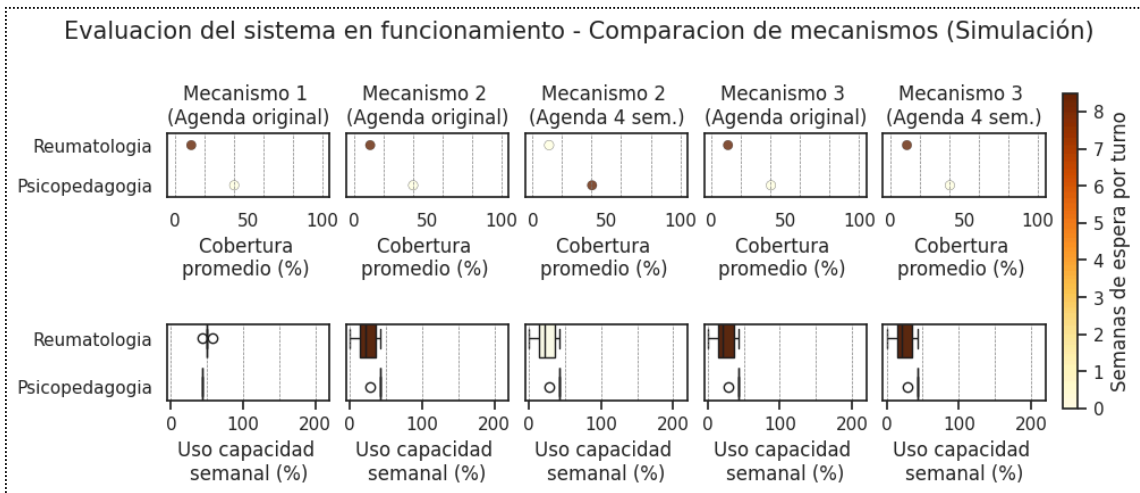 Evaluacion del sistema en funcionamiento - Comparacion de mecanismos (Simulación)
Mecanismo 1
(Agenda original)
Mecanismo 2
(Agenda original)
Mecanismo 2
(Agenda 4 sem.)
Mecanismo 3
(Agenda original)
Mecanismo 3
(Agenda 4 sem.)
Reumatologia
Psicopedagogia
0 50 100
0 50 100
0 50 100
0 50 100
0 50 100
Cobertura
promedio (%)
Cobertura
promedio (%)
Cobertura
promedio (%)
Cobertura
promedio (%)
Cobertura
promedio (%)
Reumatologia
Psicopedagogia
0 200
0 200
0 200
0 200
0 200
Uso capacidad
semanal (%)
Uso capacidad
semanal (%)
Uso capacidad
semanal (%)
Uso capacidad
semanal (%)
Uso capacidad
semanal (%)
8
7
6
5
4
3
2
1
0
Semanas de espera por turno